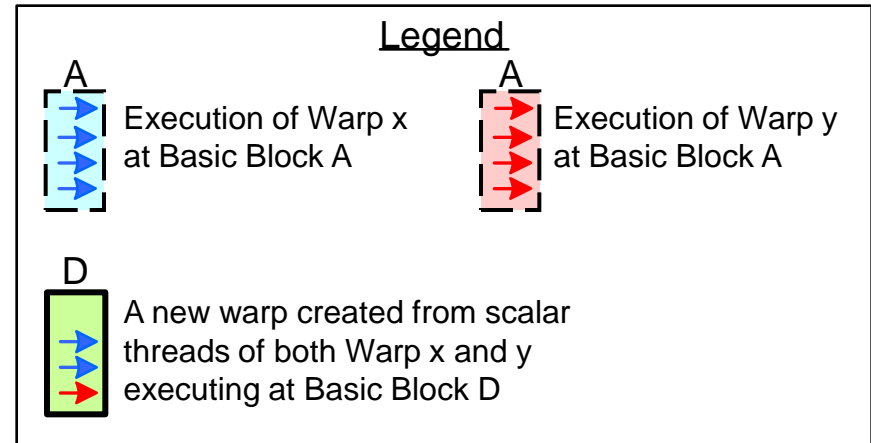 Legend
A
Execution of Warp x
at Basic Block A
A
Execution of Warp y
at Basic Block A
D
A new warp created from scalar
threads of both Warp x and y
executing at Basic Block D